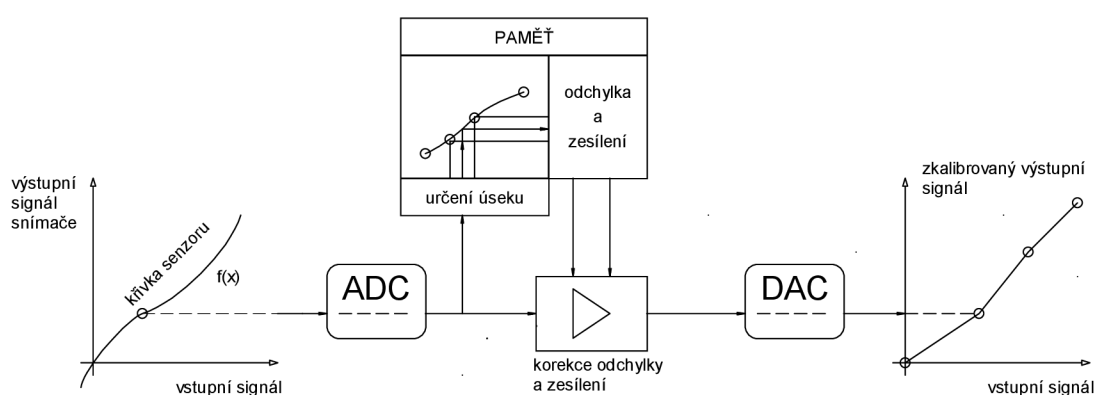 PAMĚŤ
odchylka
a
zesílení
určení úseku
výstupní
signál
snímače
křivka senzoru
f(x)
vstupní signál
ADC
korekce odchylky
a zesílení
DAC
zkalibrovaný výstupní
signál
vstupní signál